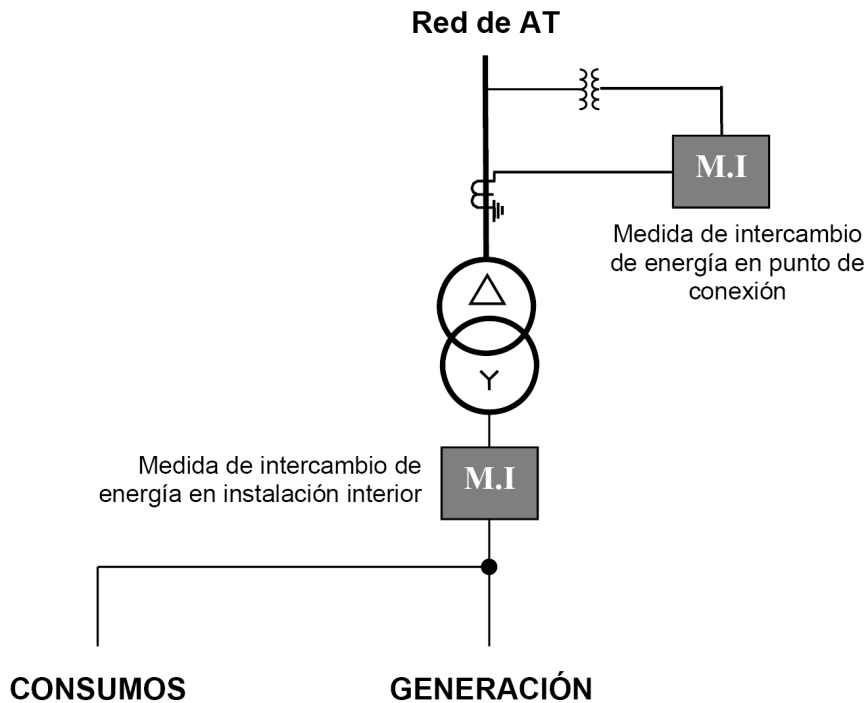 Red de AT
M.I
Medida de intercambio
de energía en punto de
conexión
Medida de intercambio de
energía en instalación interior
M.I
CONSUMOS
GENERACIÓN